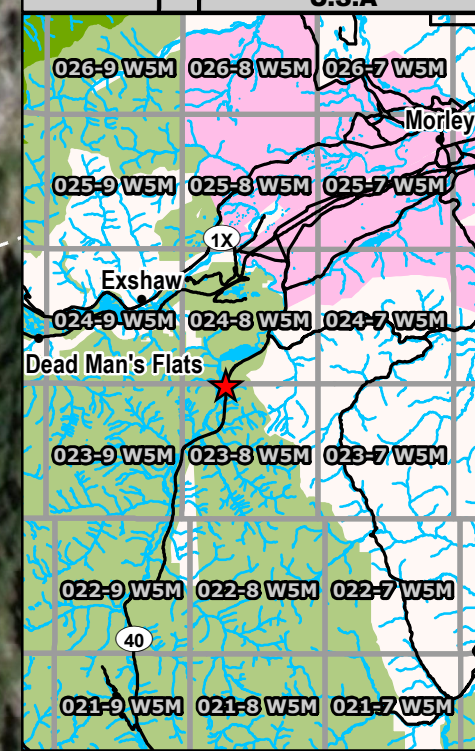 U.S.A
026-9 W5M 026-8 W5M 026-7 W5M
Morley
025-9 W5M 025-8 W5M 025-7 W5M
1X
Exshaw
024-9 W5M 024-8 W5M 024-7 W5M
Dead Man's Flats
023-9 W5M 023-8 W5M 023-7 W5M
022-9 W5M 022-8 W5M 022-7 W5M
40
021-9 W5M 021-8 W5M 021-7 W5M